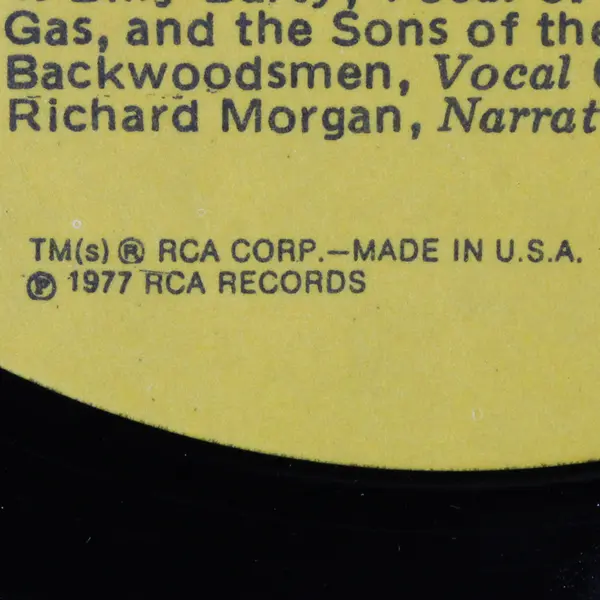 Gas, and the Sons of the
Backwoodsmen, Vocal
Richard Morgan, Narrat
TM(s) ® RCA CORP.—MADE IN U.S.A.
℗ 1977 RCA RECORDS